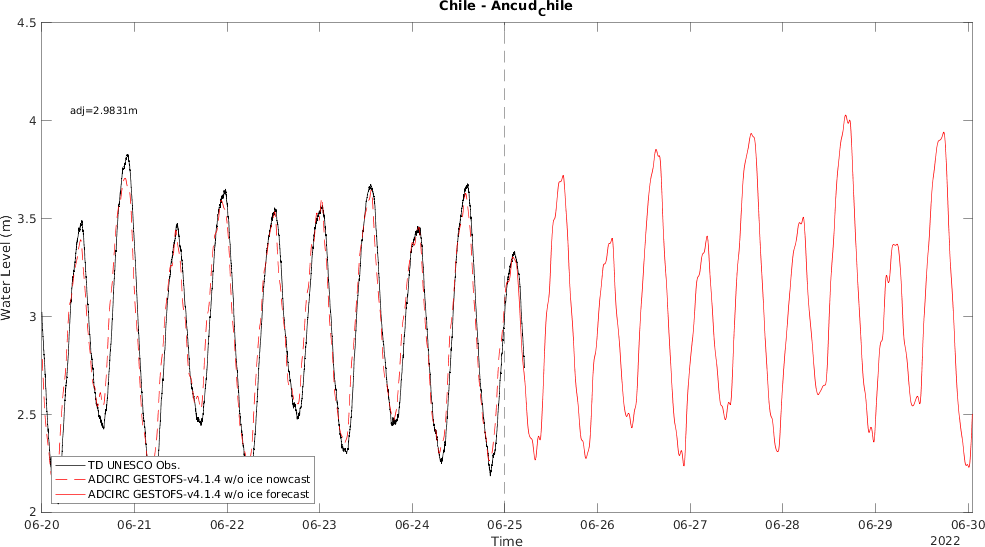 Chile - AncudChile
4.5
adj=2.9831m
4
3.5
Water Level (m)
3
2.5
2
TD UNESCO Obs.
ADCIRC GESTOFS-v4.1.4 w/o ice nowcast
ADCIRC GESTOFS-v4.1.4 w/o ice forecast
06-20 06-21 06-22 06-23 06-24 06-25 06-26 06-27 06-28 06-29 06-30
Time
2022